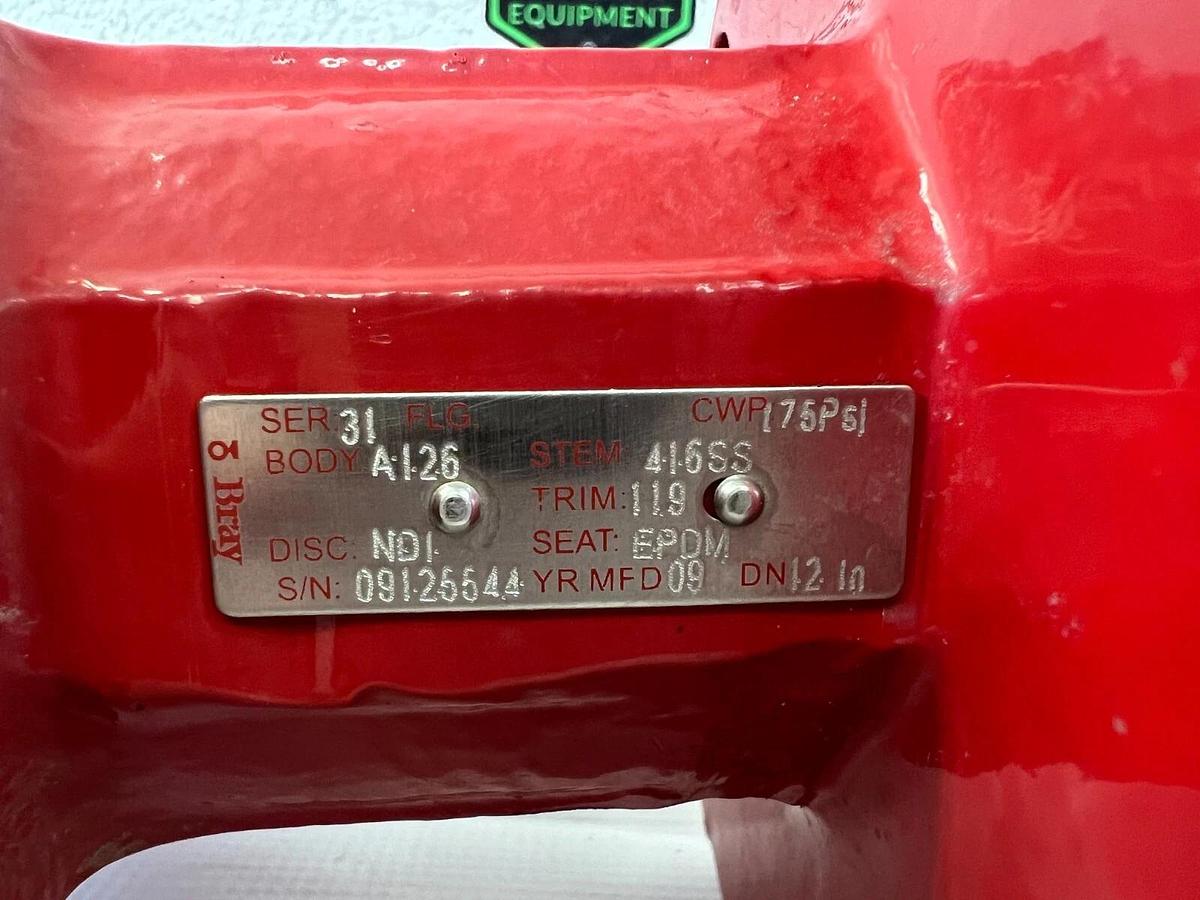 EQUIPMENT
SER. 31 FLG CWP 175Psi
BODY A126 STEM 416SS
TRIM: 119
DISC. NDI SEAT: EPDM
S/N: 09125544 YR MFD 09 DN 12 in
Bray